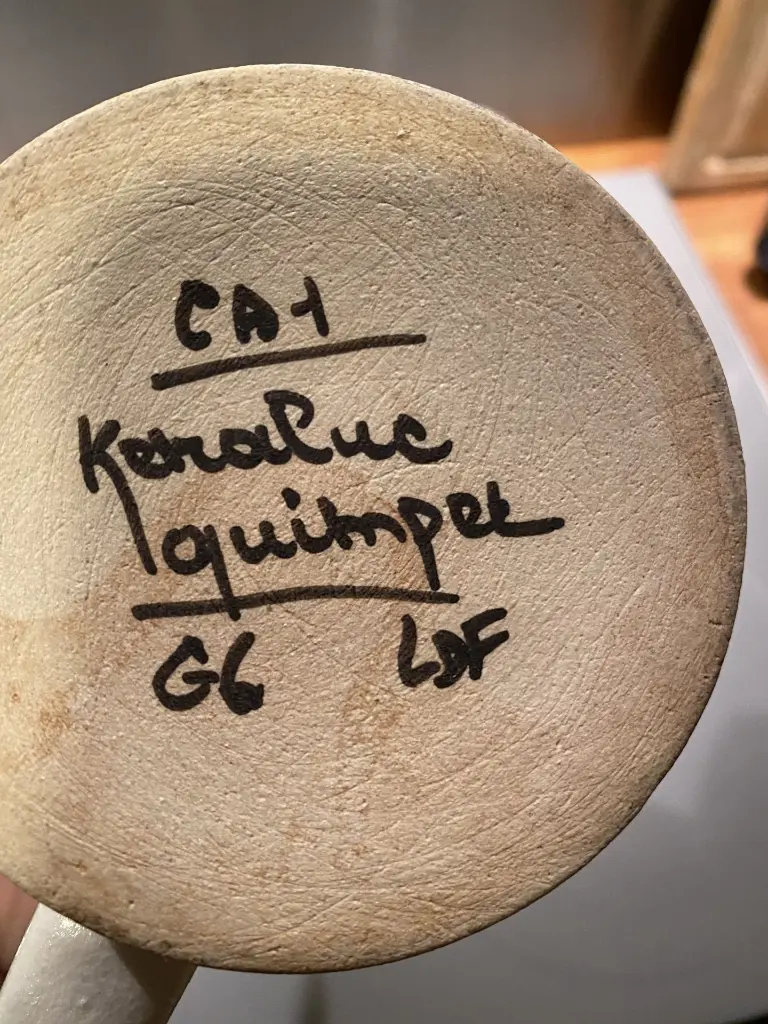 CA1
Keraluc
quimper
G6 LDF